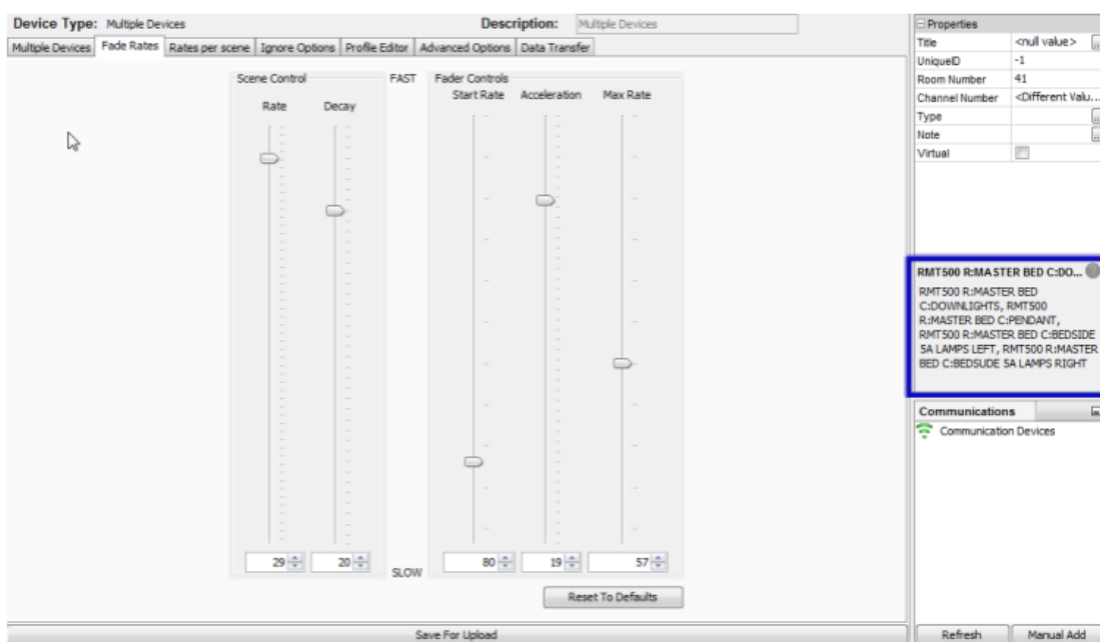 Device Type: Multiple Devices Description: Multiple Devices
Multiple Devices Fade Rates Rates per scene Ignore Options Profile Editor Advanced Options Data Transfer
Scene Control FAST Fader Controls
Rate Decay Start Rate Acceleration Max Rate
29 20 80 19 57
SLOW
Reset To Defaults
Save For Upload
Properties
Title <null value> ...
UniqueID -1
Room Number 41
Channel Number <Different Valu...
Type ...
Note ...
Virtual
RMT500 R:MASTER BED C:DO... ?
RMT500 R:MASTER BED
C:DOWNLIGHTS, RMT500
R:MASTER BED C:PENDANT,
RMT500 R:MASTER BED C:BEDSIDE
5A LAMPS LEFT, RMT500 R:MASTER
BED C:BEDSUDE 5A LAMPS RIGHT
Communications
Communication Devices
Refresh Manual Add